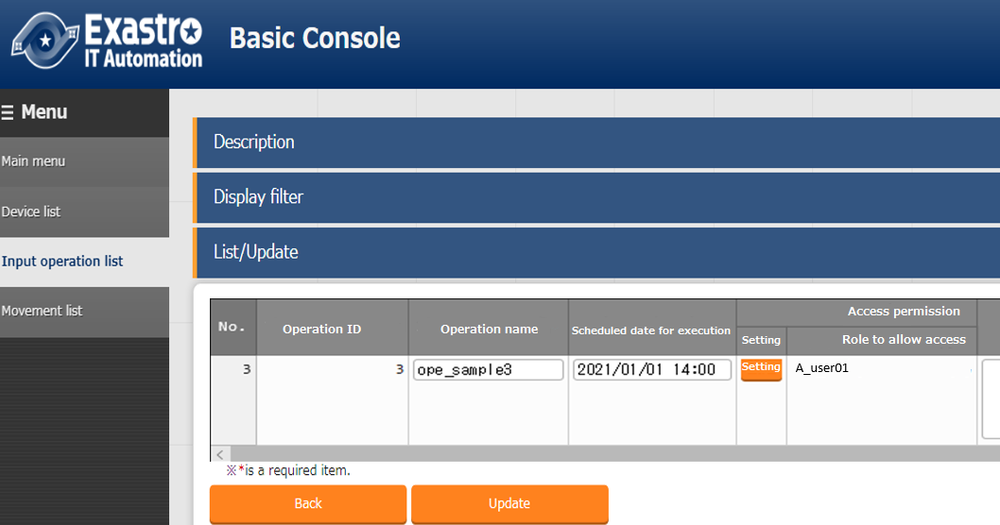 Exastro
IT Automation
Basic Console
Menu
Main menu
Device list
Input operation list
Movement list
Description
Display filter
List/Update
No.
Operation ID
Operation name
Scheduled date for execution
Access permission
Setting
Role to allow access
3
3
ope_sample3
2021/01/01 14:00
Setting
A_user01
※*is a required item.
Back
Update